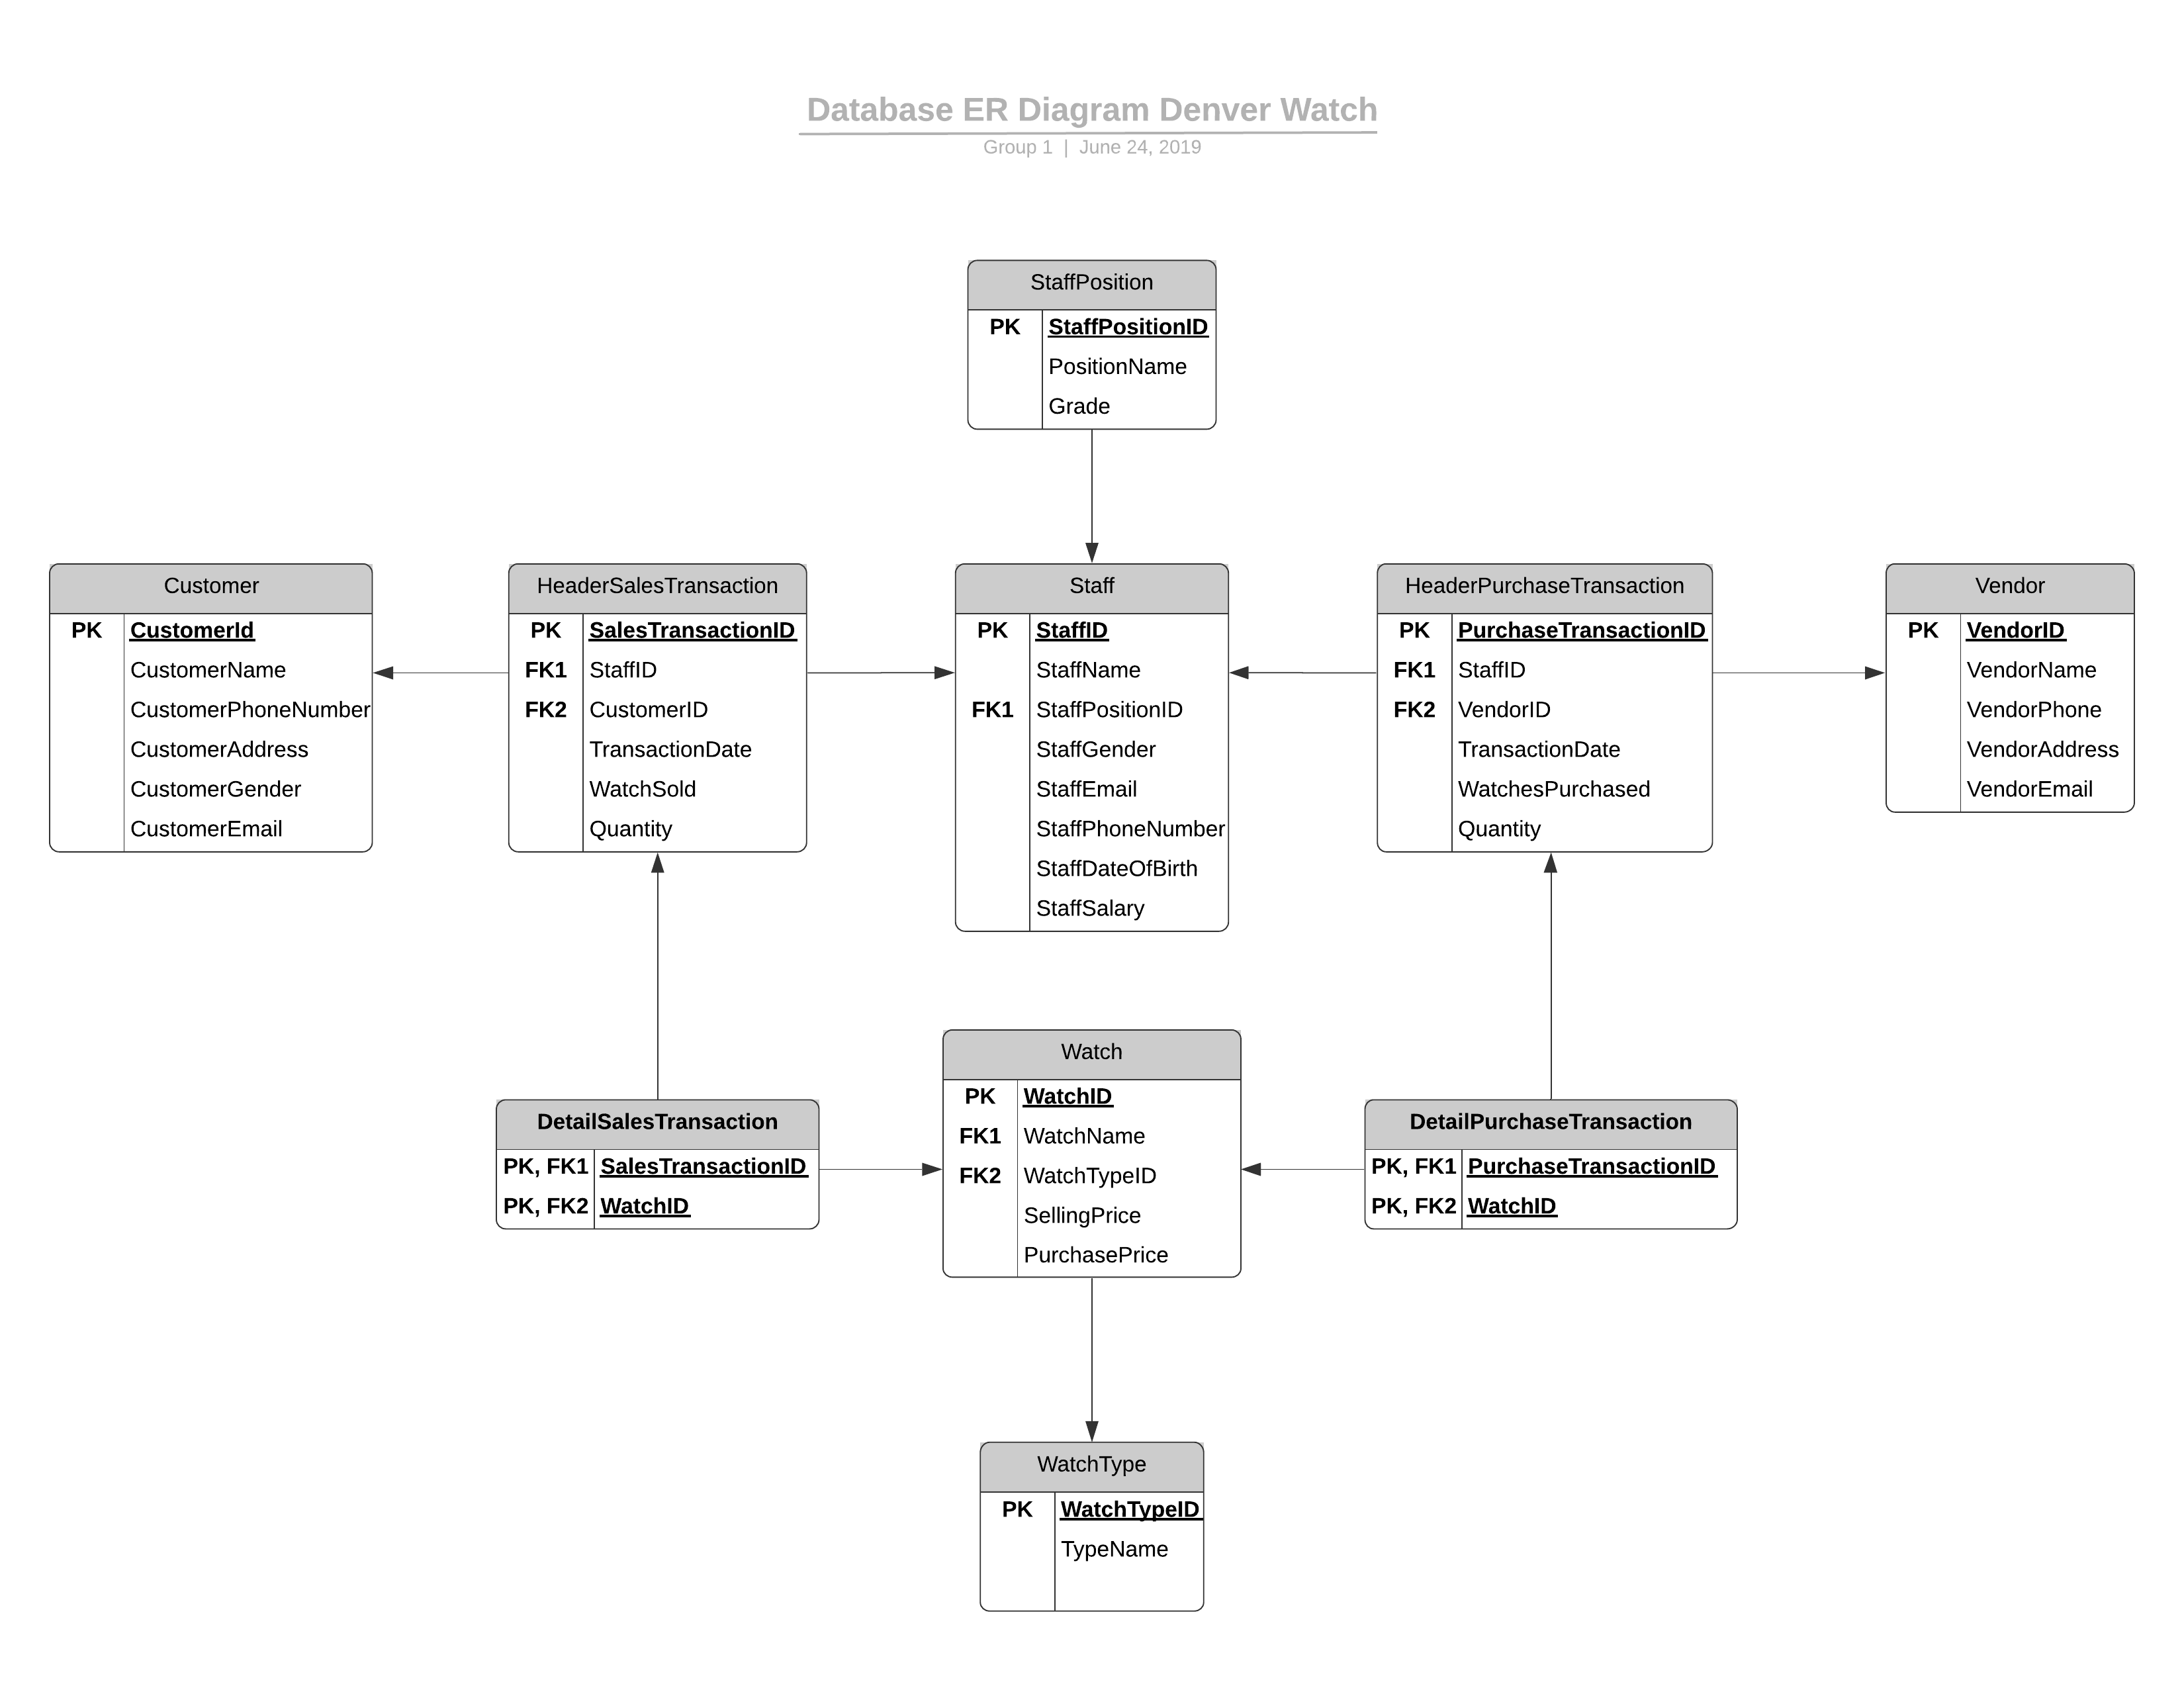 Database ER Diagram Denver Watch
Group 1 | June 24, 2019
StaffPosition
PK StaffPositionID
PositionName
Grade
Customer
PK CustomerId
CustomerName
CustomerPhoneNumber
CustomerAddress
CustomerGender
CustomerEmail
HeaderSalesTransaction
PK SalesTransactionID
FK1 StaffID
FK2 CustomerID
TransactionDate
WatchSold
Quantity
Staff
PK StaffID
StaffName
FK1 StaffPositionID
StaffGender
StaffEmail
StaffPhoneNumber
StaffDateOfBirth
StaffSalary
HeaderPurchaseTransaction
PK PurchaseTransactionID
FK1 StaffID
FK2 VendorID
TransactionDate
WatchesPurchased
Quantity
Vendor
PK VendorID
VendorName
VendorPhone
VendorAddress
VendorEmail
DetailSalesTransaction
PK, FK1 SalesTransactionID
PK, FK2 WatchID
Watch
PK WatchID
FK1 WatchName
FK2 WatchTypeID
SellingPrice
PurchasePrice
DetailPurchaseTransaction
PK, FK1 PurchaseTransactionID
PK, FK2 WatchID
WatchType
PK WatchTypeID
TypeName